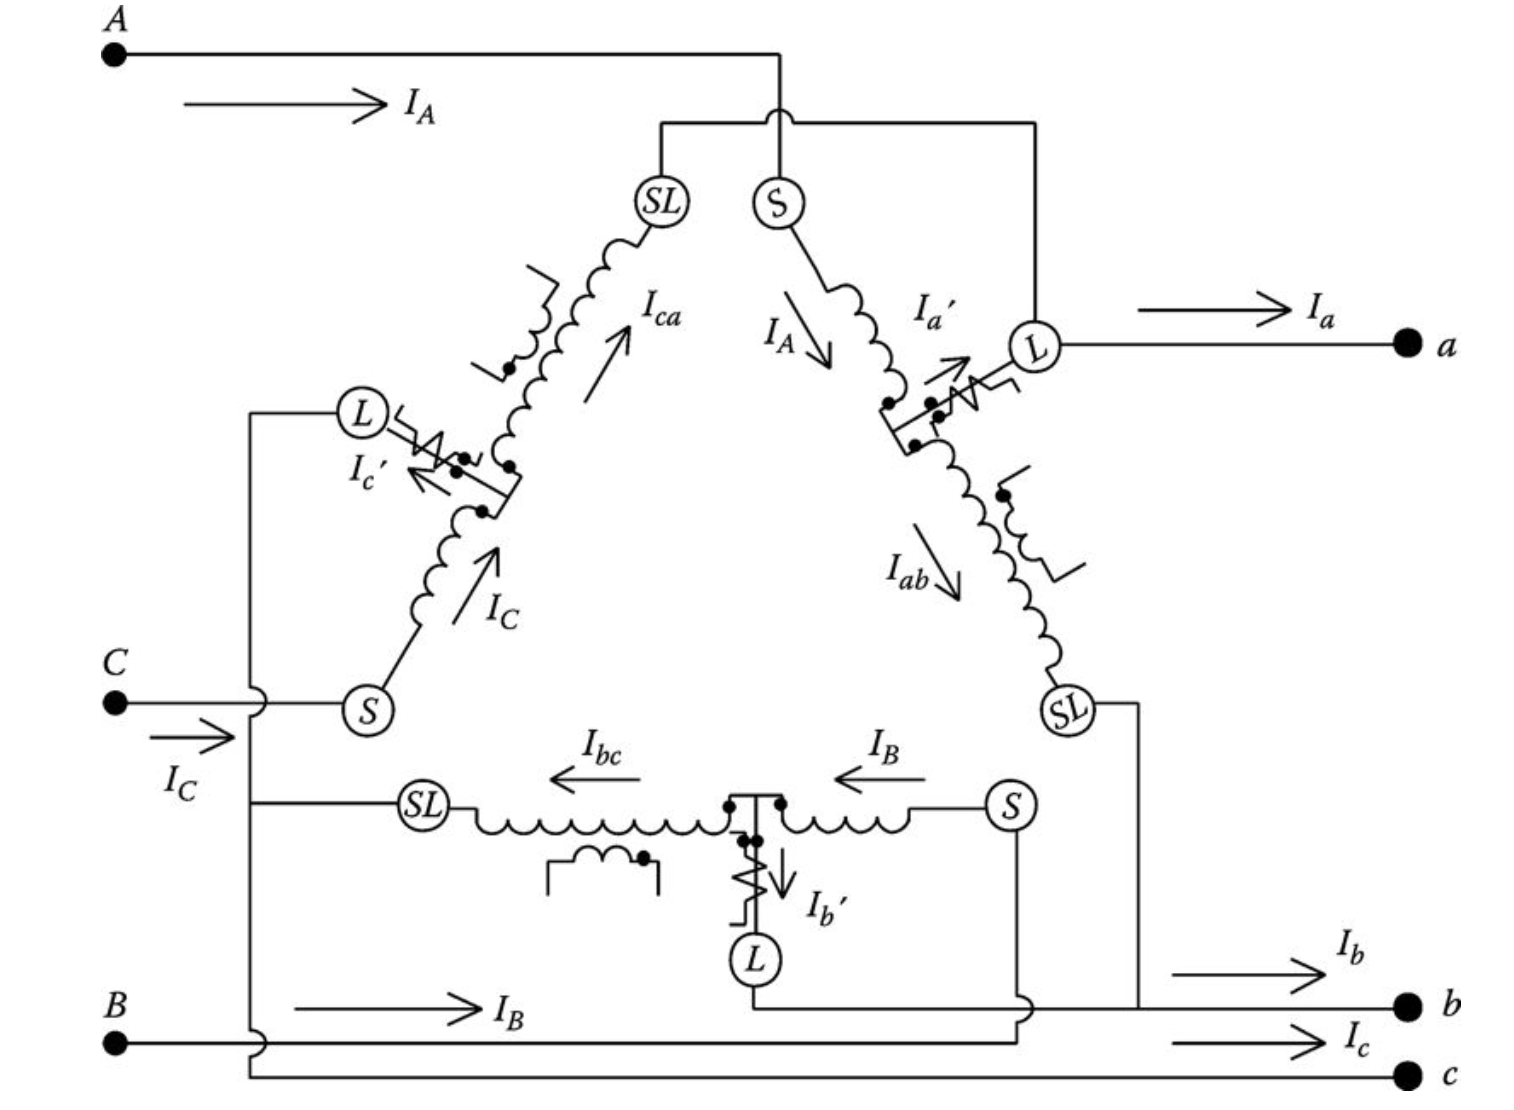 A
I_A
SL
S
I_ca
I_A
I_a′
L
I_a
a
L
I_c′
I_C
I_ab
C
S
SL
I_C
I_bc
I_B
SL
S
I_b′
L
I_b
B
I_B
b
I_c
c